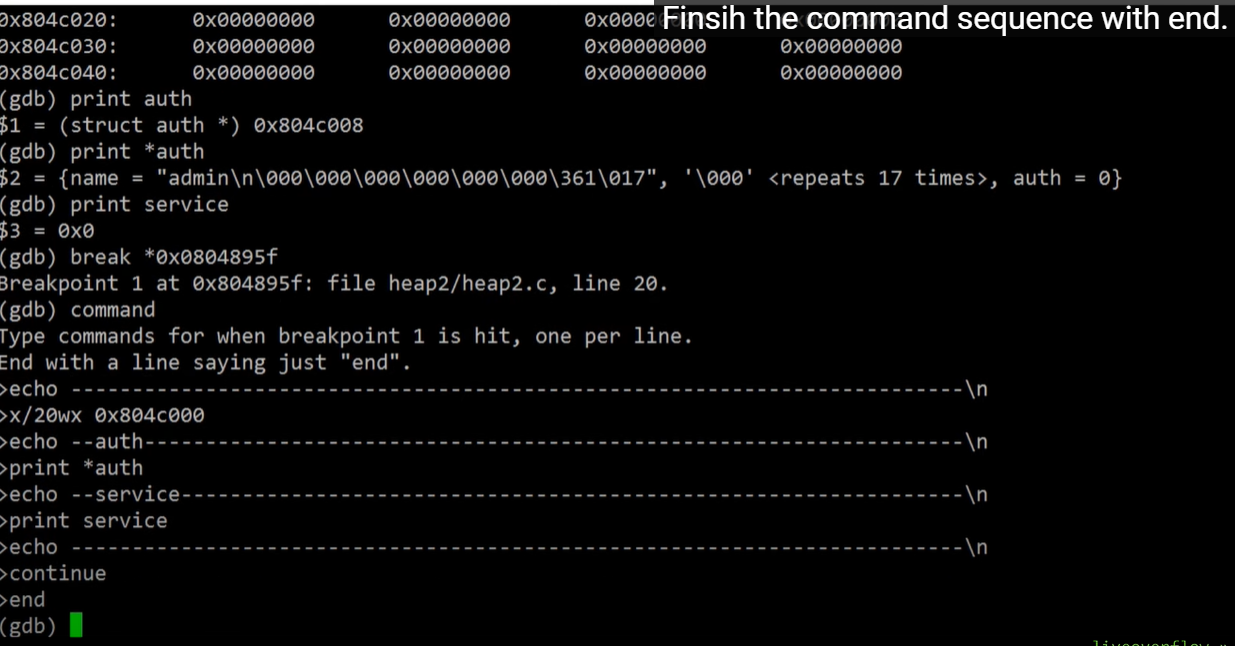 0x804c020: 0x00000000 0x00000000 0x0000
Finsih the command sequence with end.
0x804c030: 0x00000000 0x00000000 0x00000000 0x00000000
0x804c040: 0x00000000 0x00000000 0x00000000 0x00000000
(gdb) print auth
$1 = (struct auth *) 0x804c008
(gdb) print *auth
$2 = {name = "admin\n\000\000\000\000\000\000\361\017", '\000' <repeats 17 times>, auth = 0}
(gdb) print service
$3 = 0x0
(gdb) break *0x0804895f
Breakpoint 1 at 0x804895f: file heap2/heap2.c, line 20.
(gdb) command
Type commands for when breakpoint 1 is hit, one per line.
End with a line saying just "end".
>echo -------------------------------------------------------------------------\n
>x/20wx 0x804c000
>echo --auth-------------------------------------------------------------------\n
>print *auth
>echo --service----------------------------------------------------------------\n
>print service
>echo -------------------------------------------------------------------------\n
>continue
>end
(gdb)